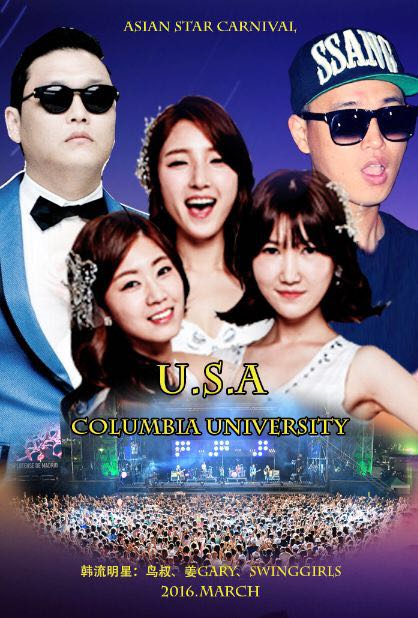 ASIAN STAR CARNIVAL
SSANG
U.S.A
COLUMBIA UNIVERSITY
韩流明星：鸟叔、姜GARY、SWINGGIRLS
2016.MARCH